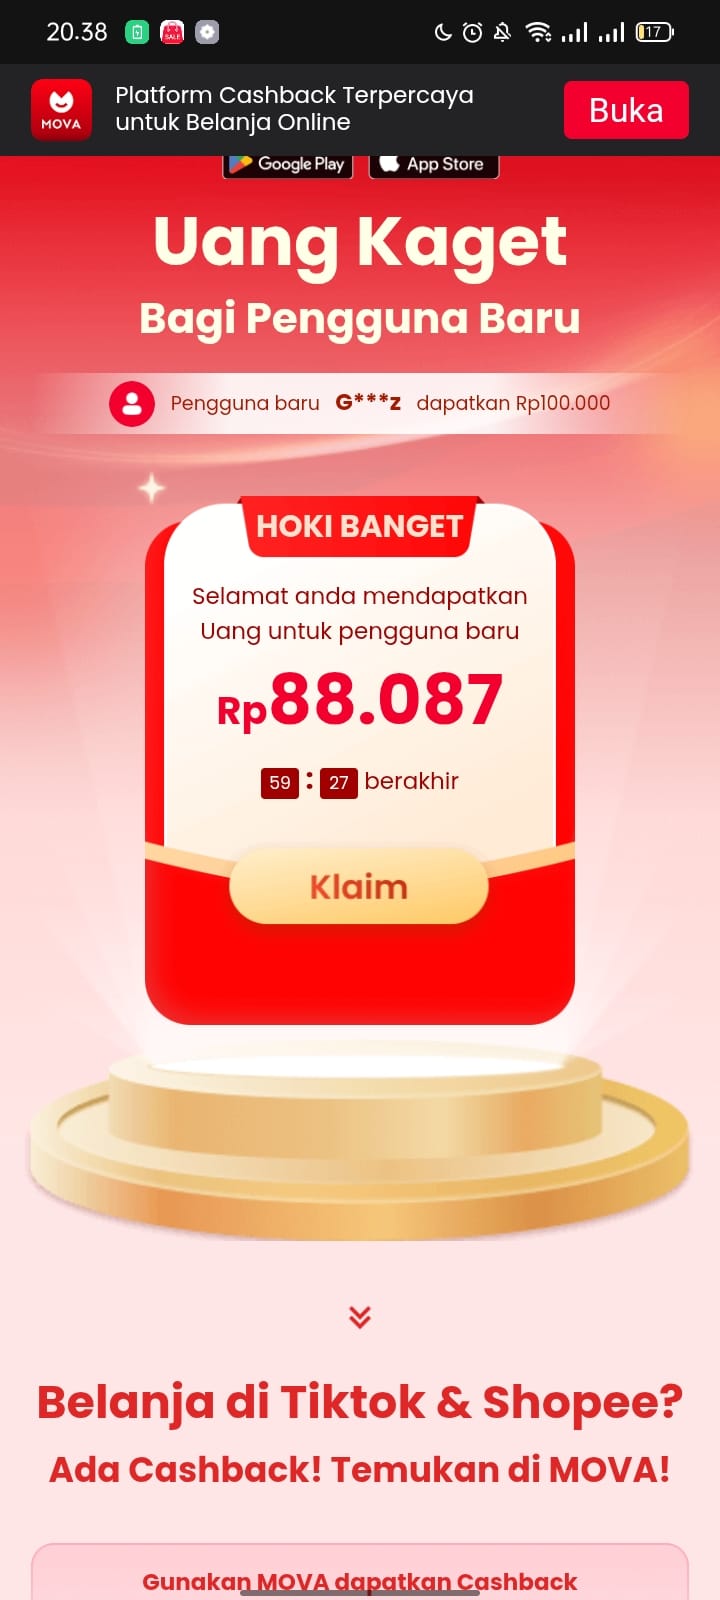 20.38
SALE
17
MOVA
Platform Cashback Terpercaya
untuk Belanja Online
Buka
Google Play
App Store
Uang Kaget
Bagi Pengguna Baru
Pengguna baru G***z dapatkan Rp100.000
HOKI BANGET
Selamat anda mendapatkan
Uang untuk pengguna baru
Rp88.087
59 : 27 berakhir
Klaim
Belanja di Tiktok & Shopee?
Ada Cashback! Temukan di MOVA!
Gunakan MOVA dapatkan Cashback